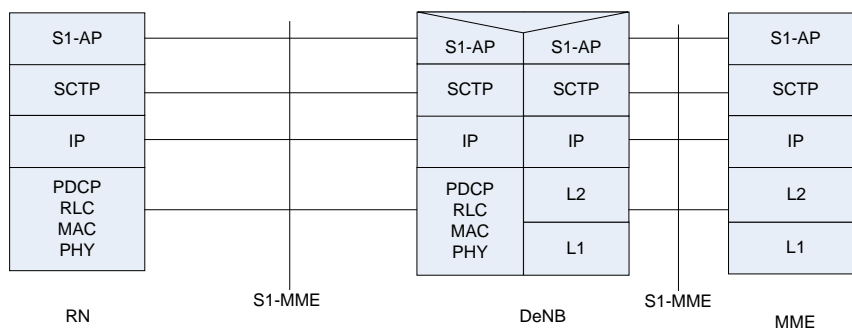 S1-AP
SCTP
IP
PDCP
RLC
MAC
PHY
RN
S1-MME
S1-AP
S1-AP
SCTP
SCTP
IP
IP
PDCP
RLC
MAC
PHY
L2
L1
DeNB
S1-MME
S1-AP
SCTP
IP
L2
L1
MME